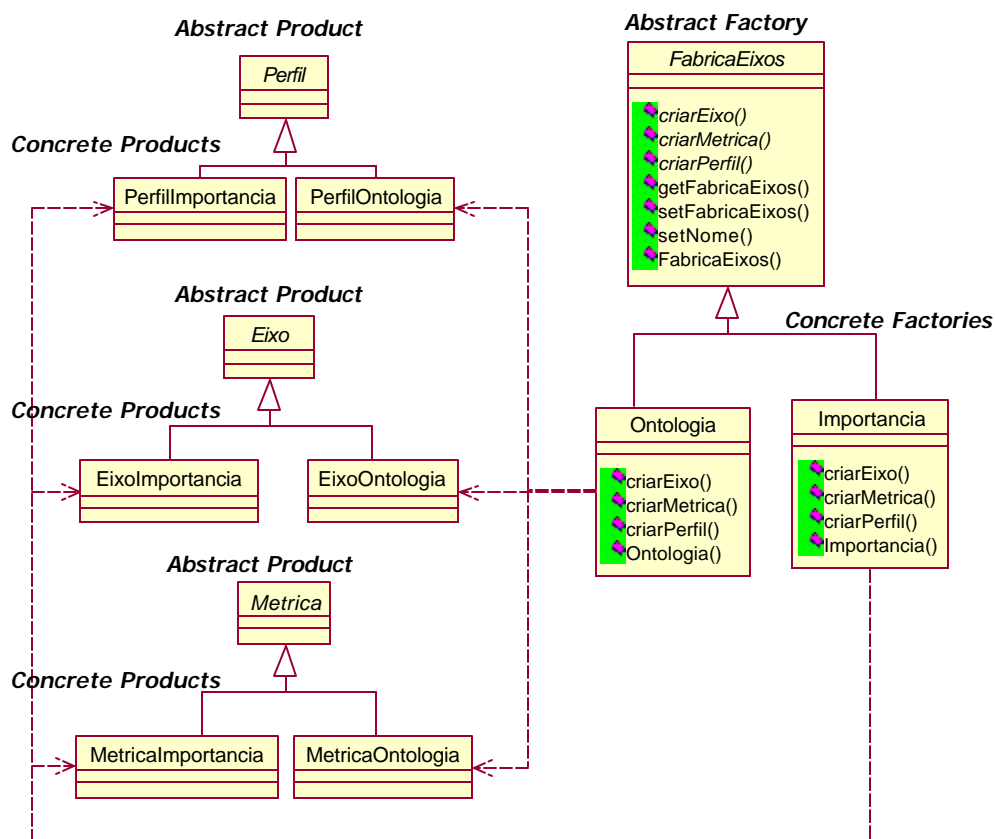 Abstract Product
Perfil
Concrete Products
PerfilImportancia
PerfilOntologia
Abstract Product
Eixo
Concrete Products
EixoImportancia
EixoOntologia
Abstract Product
Metrica
Concrete Products
MetricaImportancia
MetricaOntologia
Abstract Factory
FabricaEixos
criarEixo()
criarMetrica()
criarPerfil()
getFabricaEixos()
setFabricaEixos()
setNome()
FabricaEixos()
Concrete Factories
Ontologia
criarEixo()
criarMetrica()
criarPerfil()
Ontologia()
Importancia
criarEixo()
criarMetrica()
criarPerfil()
Importancia()